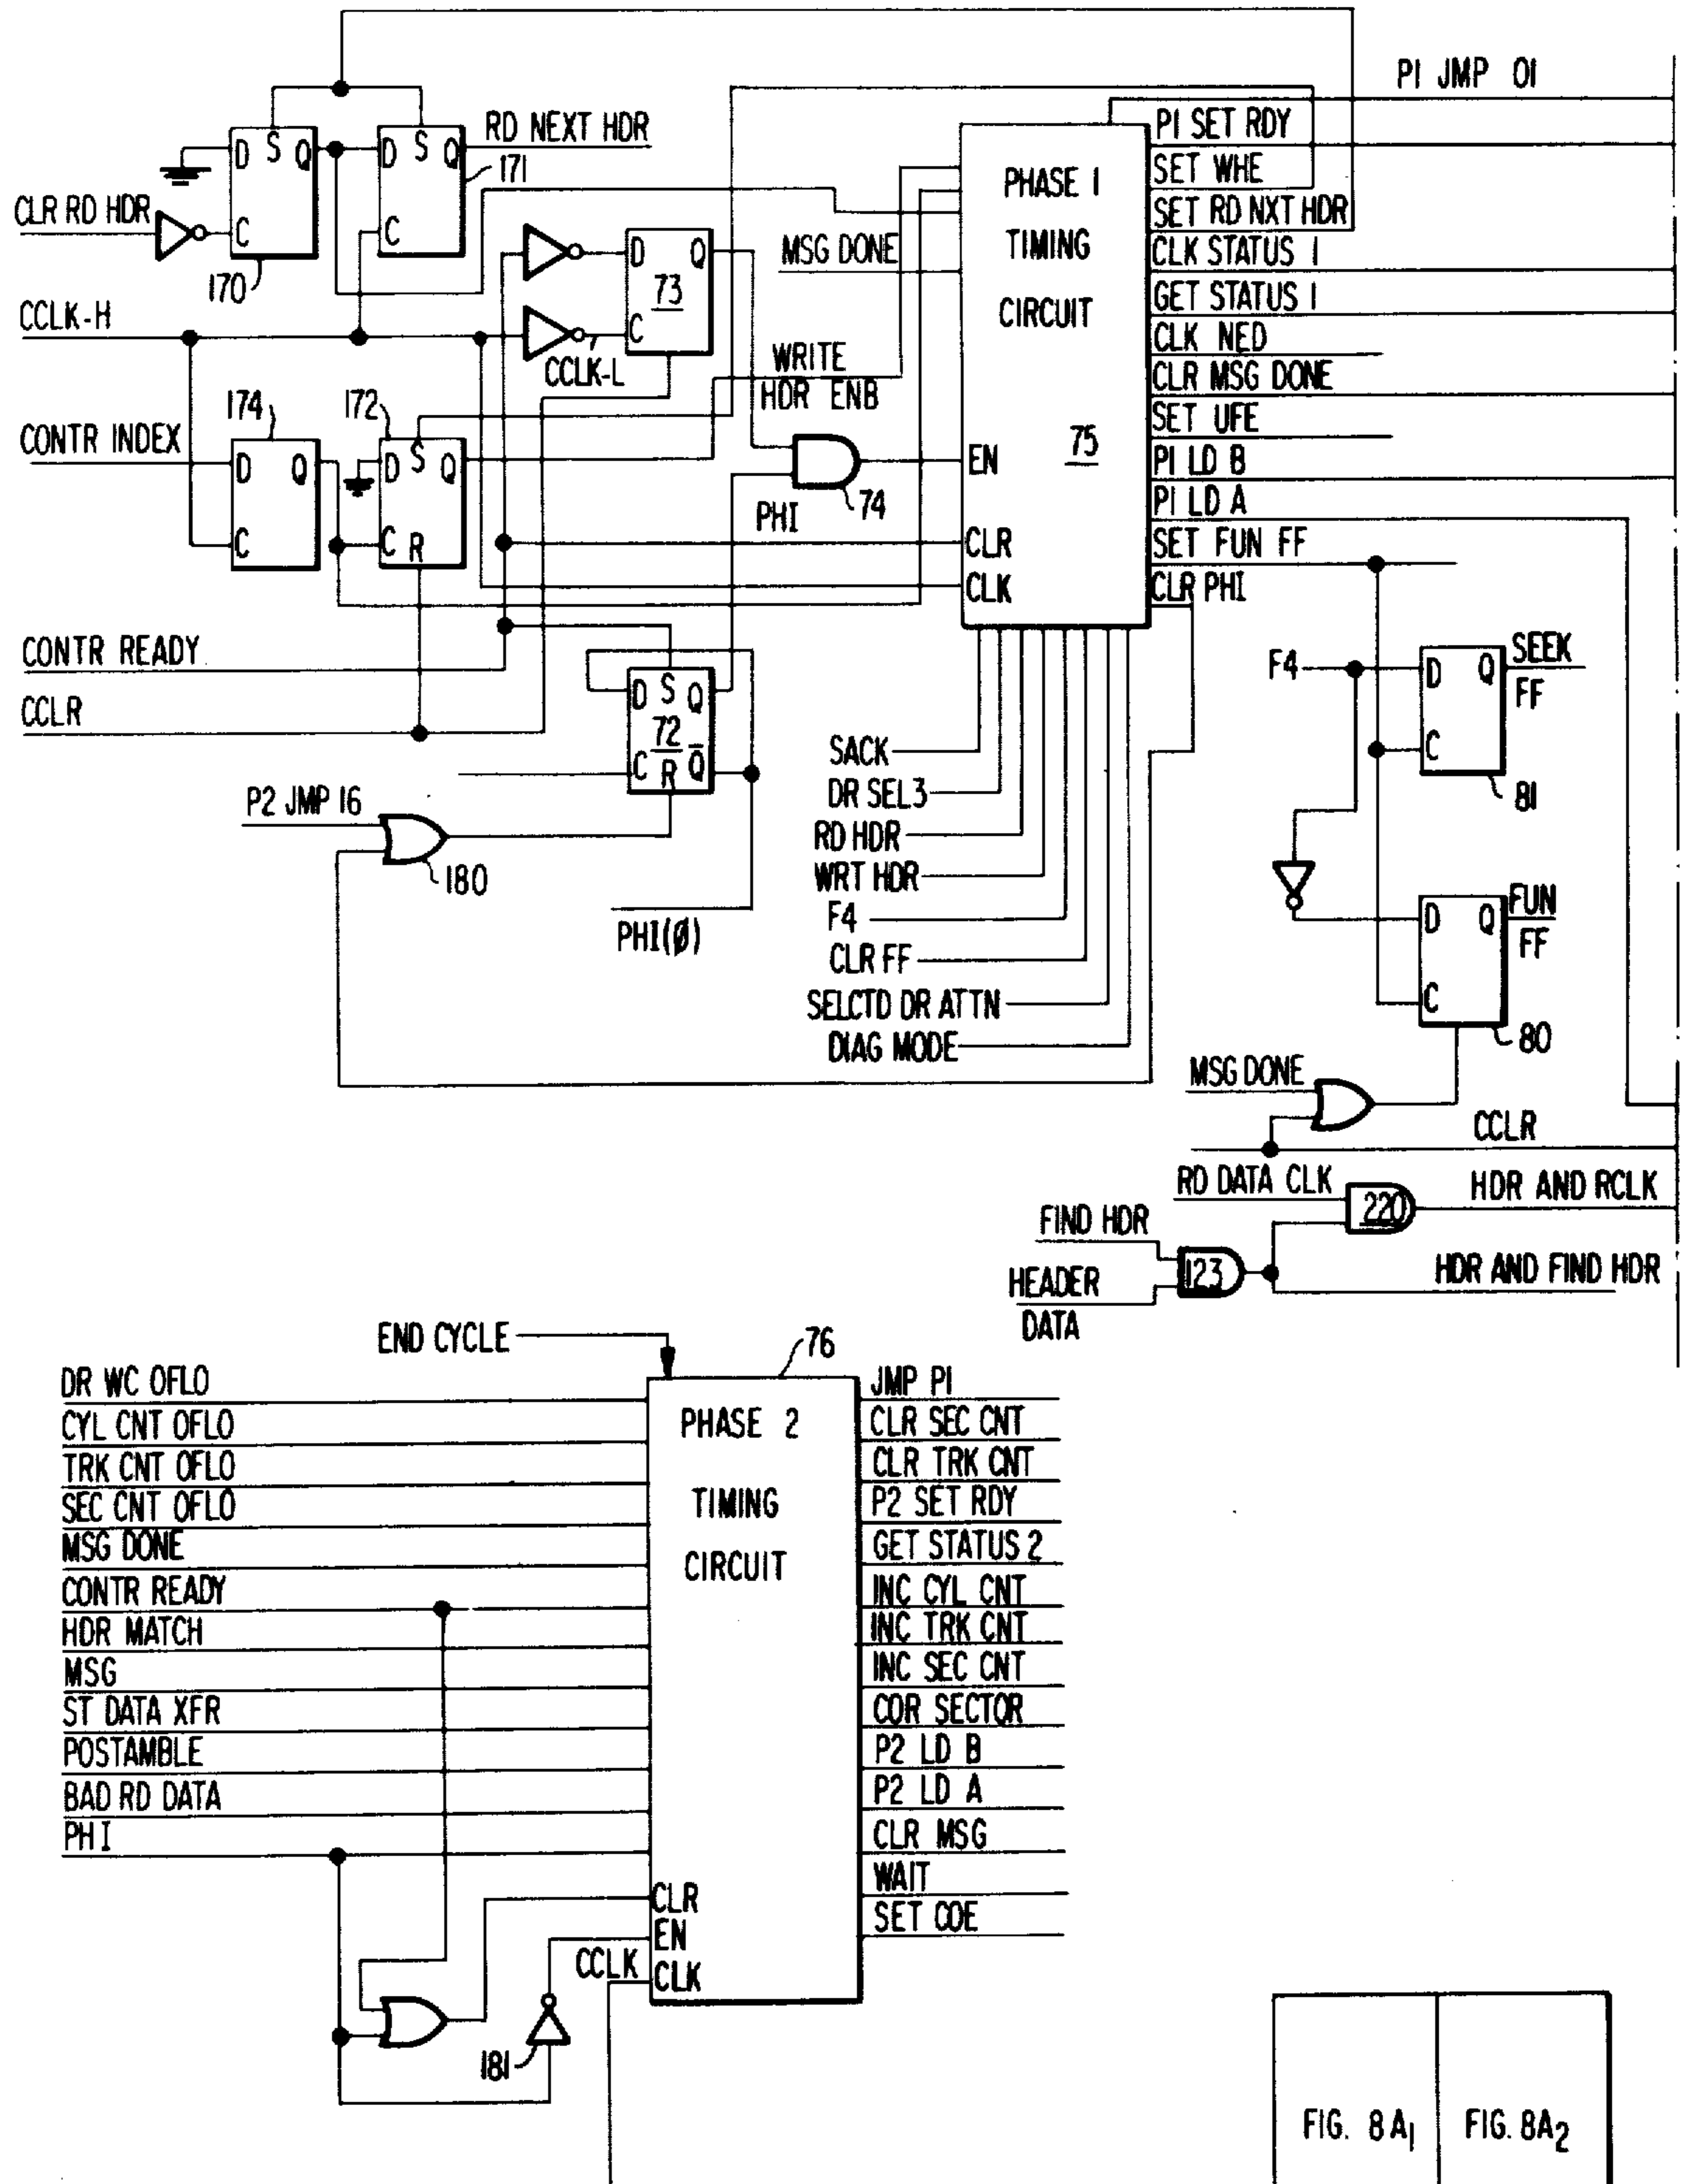 PI JMP 01
PI SET RDY
SET WHE
SET RD NXT HDR
CLK STATUS 1
GET STATUS 1
CLK NED
CLR MSG DONE
SET UFE
PI LD B
PI LD A
SET FUN FF
CLR PHI
PHASE 1
TIMING
CIRCUIT
75
EN
CLR
CLK
D S Q
C
170
D S Q
C
RD NEXT HDR
171
CLR RD HDR
CCLK-H
CCLK-L
D Q
73
C
MSG DONE
WRITE
HDR ENB
174
172
CONTR INDEX
D Q
C
D S Q
C R
74
PHI
CONTR READY
CCLR
D S Q
72
C R Q̅
P2 JMP 16
180
PHI(Ø)
SACK
DR SEL3
RD HDR
WRT HDR
F4
CLR FF
SELCTD DR ATTN
DIAG MODE
F4
D Q
C
SEEK
FF
81
D Q
C
FUN
FF
80
MSG DONE
CCLR
RD DATA CLK
220
HDR AND RCLK
FIND HDR
HEADER
DATA
123
HDR AND FIND HDR
END CYCLE
76
DR WC OFLO
CYL CNT OFLO
TRK CNT OFLO
SEC CNT OFLO
MSG DONE
CONTR READY
HDR MATCH
MSG
ST DATA XFR
POSTAMBLE
BAD RD DATA
PH I
PHASE 2
TIMING
CIRCUIT
CLR
EN
CLK
CCLK
181
JMP PI
CLR SEC CNT
CLR TRK CNT
P2 SET RDY
GET STATUS 2
INC CYL CNT
INC TRK CNT
INC SEC CNT
COR SECTOR
P2 LD B
P2 LD A
CLR MSG
WAIT
SET COE
FIG. 8A₁
FIG. 8A₂